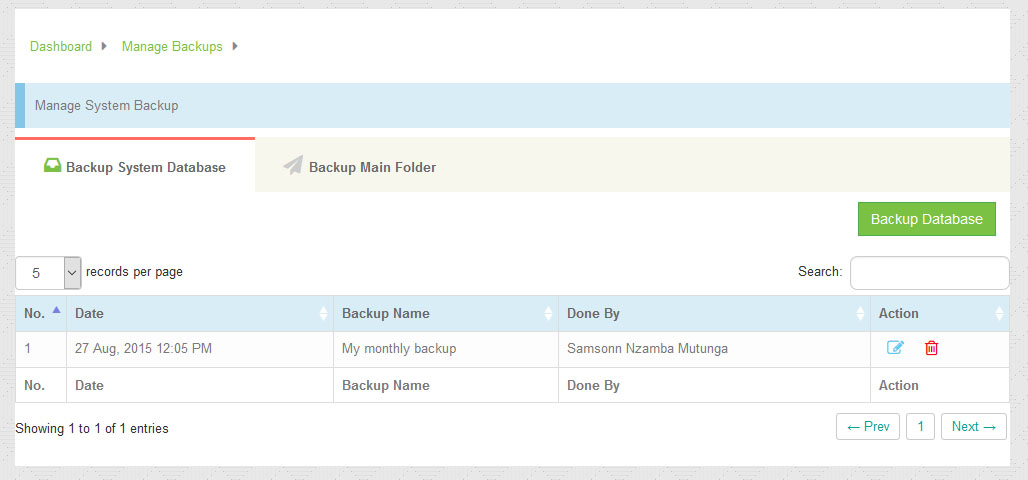 Dashboard Manage Backups
Manage System Backup
Backup System Database Backup Main Folder
Backup Database
5 records per page Search:
No. Date Backup Name Done By Action
1 27 Aug, 2015 12:05 PM My monthly backup Samsonn Nzamba Mutunga
No. Date Backup Name Done By Action
Showing 1 to 1 of 1 entries ← Prev 1 Next →